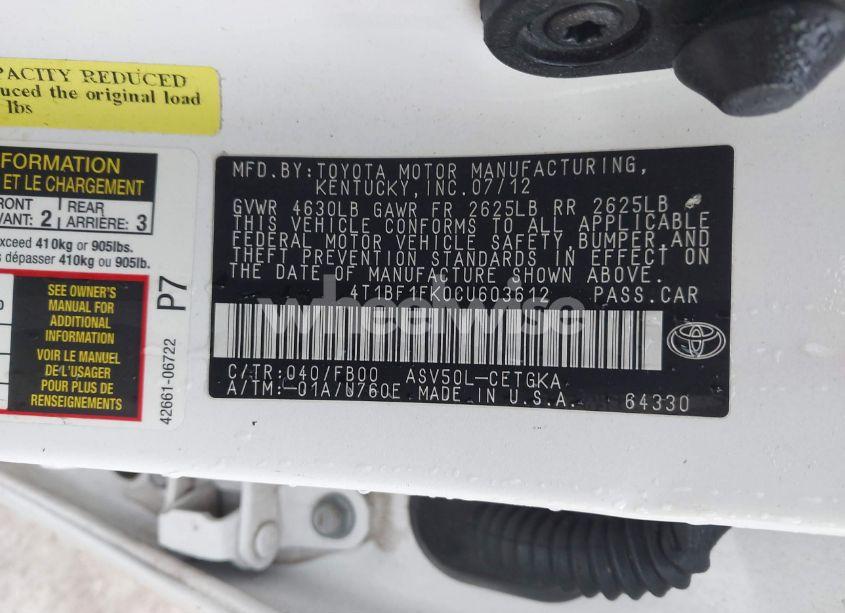 PACITY REDUCED
uced the original load
lbs
FORMATION
ET LE CHARGEMENT
FRONT
VANT: 2
REAR
ARRIÈRE: 3
xceed 410kg or 905lbs.
s dépasser 410kg ou 905lb.
SEE OWNER'S
MANUAL FOR
ADDITIONAL
INFORMATION
VOIR LE MANUEL
DE L'USAGER
POUR PLUS DE
RENSEIGNEMENTS
P7
42661-06722
MFD.BY:TOYOTA MOTOR MANUFACTURING,
KENTUCKY,INC.07/12
GVWR 4630LB GAWR FR 2625LB RR 2625LB
THIS VEHICLE CONFORMS TO ALL APPLICABLE
FEDERAL MOTOR VEHICLE SAFETY,BUMPER,AND
THEFT PREVENTION STANDARDS IN EFFECT ON
THE DATE OF MANUFACTURE SHOWN ABOVE.
4T1BF1FK0CU603612 PASS.CAR
wheelwise
C/TR:040/FB00 ASV50L-CETGKA
A/TM:-01A/U760E MADE IN U.S.A. 64330